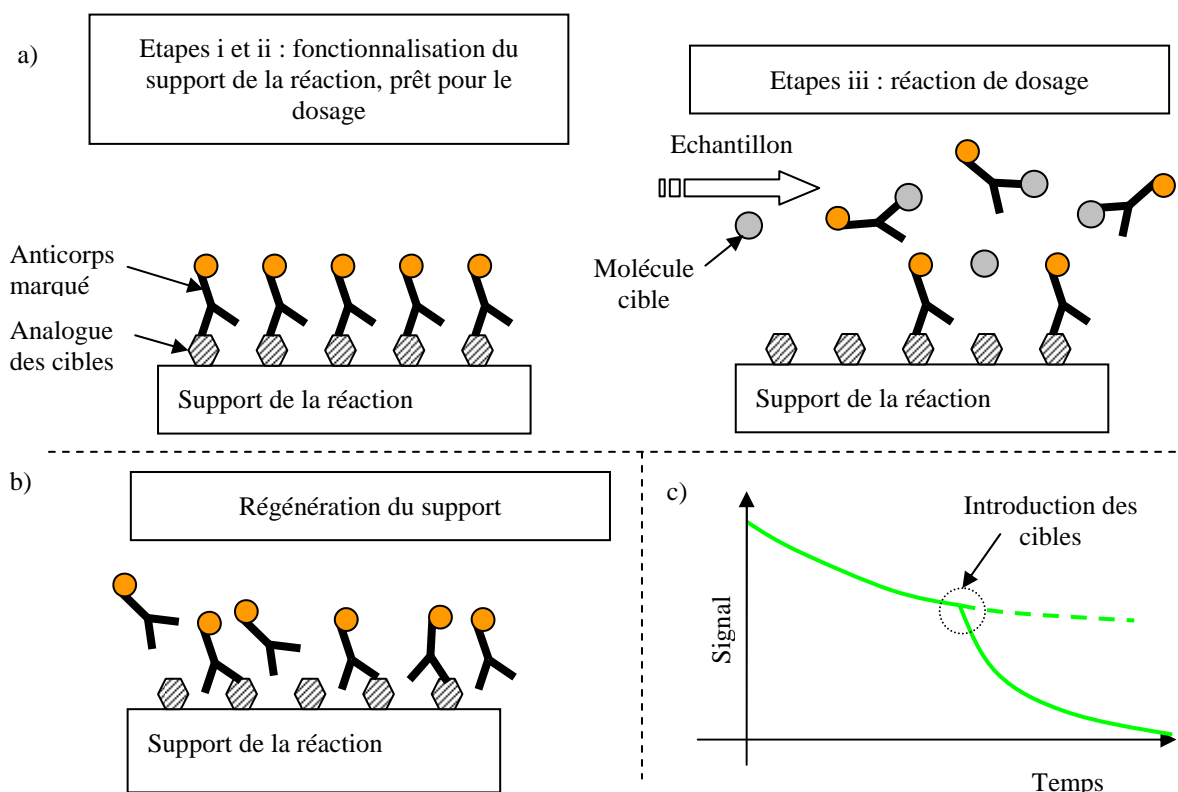 a)
Etapes i et ii : fonctionnalisation du
support de la réaction, prêt pour le
dosage
Etapes iii : réaction de dosage
Echantillon
Anticorps
marqué
Analogue
des cibles
Molécule
cible
Support de la réaction
Support de la réaction
b)
Régénération du support
Support de la réaction
c)
Introduction des
cibles
Signal
Temps